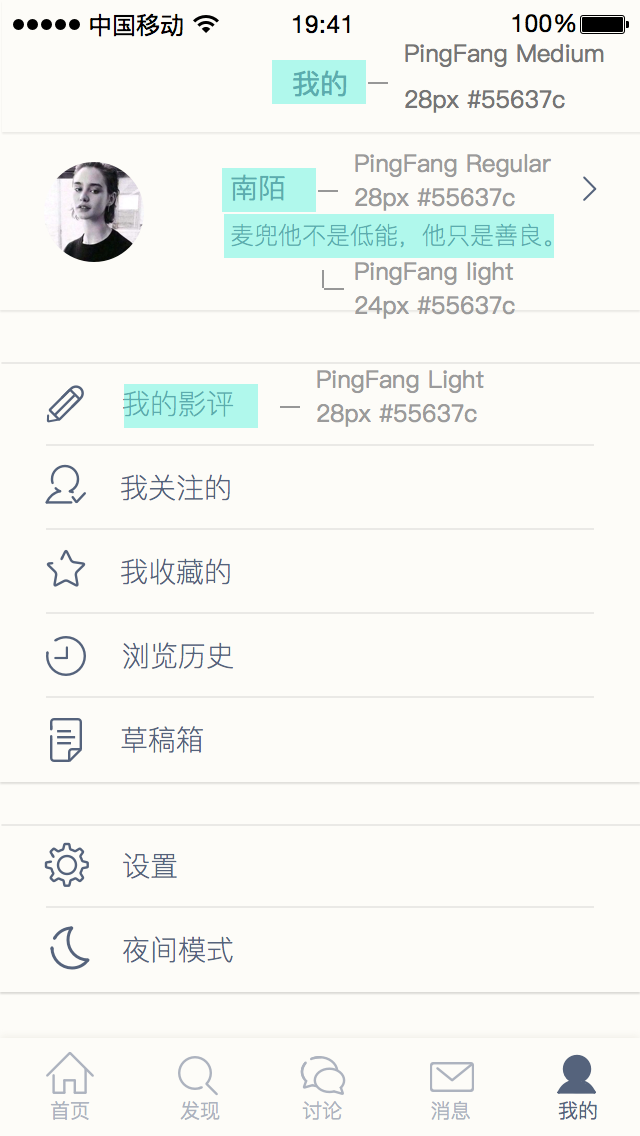 中国移动 19:41 100%
PingFang Medium
我的
28px #55637c
PingFang Regular
南陌
28px #55637c
麦兜他不是低能，他只是善良。
PingFang light
24px #55637c
PingFang Light
我的影评
28px #55637c
我关注的
我收藏的
浏览历史
草稿箱
设置
夜间模式
首页 发现 讨论 消息 我的